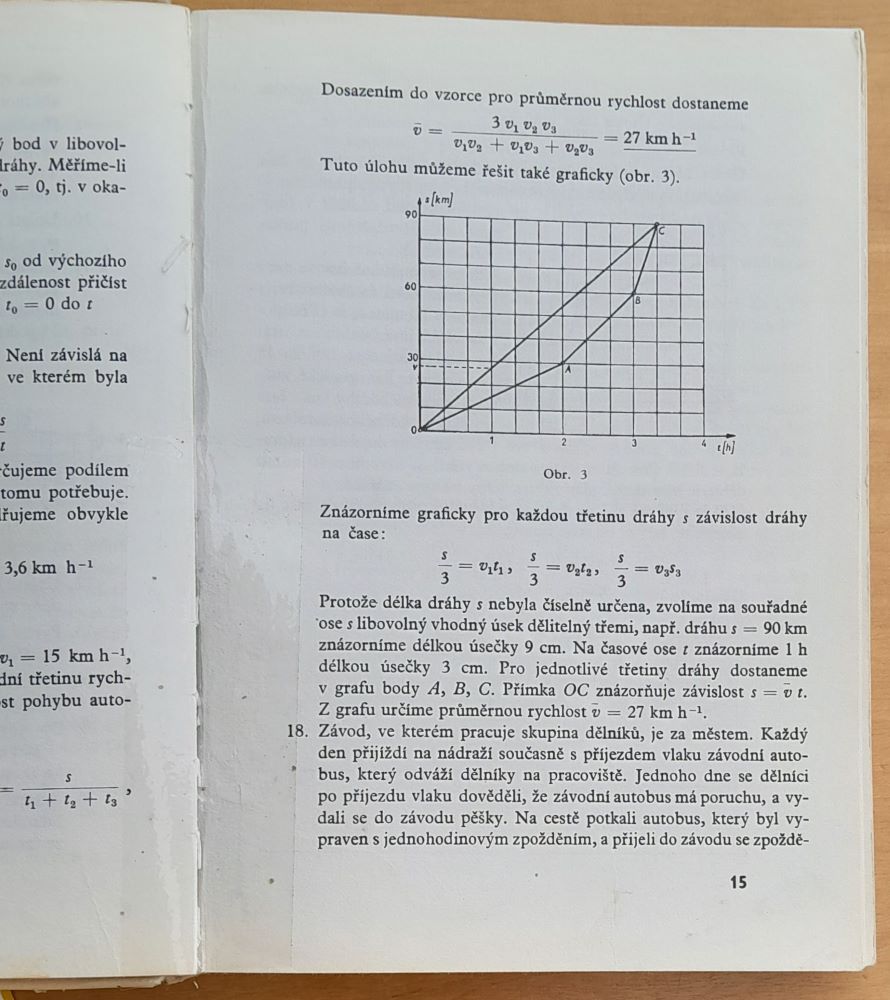 ý bod v libovol-
dráhy. Měříme-li
t₀ = 0, tj. v oka-
s₀ od výchozího
vzdálenost přičíst
t₀ = 0 do t
Není závislá na
ve kterém byla
s
t
rčujeme podílem
tomu potřebuje.
dřujeme obvykle
3,6 km h⁻¹
v₁ = 15 km h⁻¹,
dní třetinu rych-
st pohybu auto-
= s / (t₁ + t₂ + t₃) ,
Dosazením do vzorce pro průměrnou rychlost dostaneme
v̄ = 3 v₁ v₂ v₃ / (v₁v₂ + v₁v₃ + v₂v₃) = 27 km h⁻¹
Tuto úlohu můžeme řešit také graficky (obr. 3).
s[km]
90
C
60
B
30
v
A
0
1 2 3 4 t[h]
Obr. 3
Znázorníme graficky pro každou třetinu dráhy s závislost dráhy
na čase:
s/3 = v₁t₁, s/3 = v₂t₂, s/3 = v₃s₃
Protože délka dráhy s nebyla číselně určena, zvolíme na souřadné
ose s libovolný vhodný úsek dělitelný třemi, např. dráhu s = 90 km
znázorníme délkou úsečky 9 cm. Na časové ose t znázorníme 1 h
délkou úsečky 3 cm. Pro jednotlivé třetiny dráhy dostaneme
v grafu body A, B, C. Přímka OC znázorňuje závislost s = v̄ t.
Z grafu určíme průměrnou rychlost v̄ = 27 km h⁻¹.
18. Závod, ve kterém pracuje skupina dělníků, je za městem. Každý
den přijíždí na nádraží současně s příjezdem vlaku závodní auto-
bus, který odváží dělníky na pracoviště. Jednoho dne se dělníci
po příjezdu vlaku dověděli, že závodní autobus má poruchu, a vy-
dali se do závodu pěšky. Na cestě potkali autobus, který byl vy-
praven s jednohodinovým zpožděním, a přijeli do závodu se zpoždě-
15